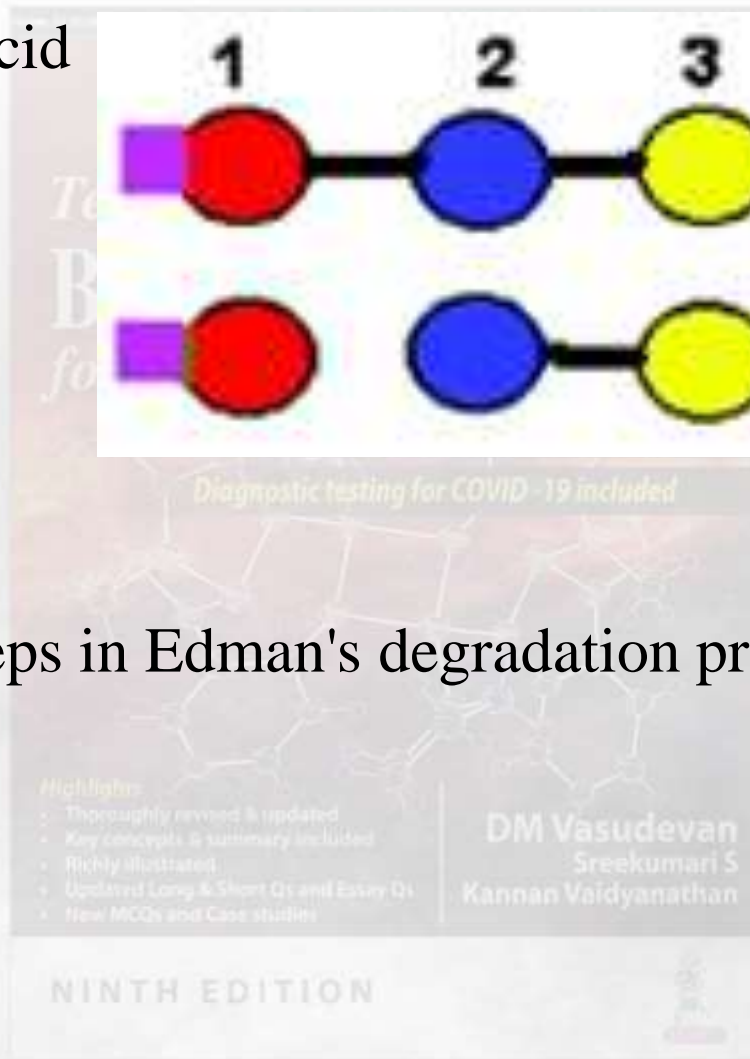 cid
1 2 3
To
B
fo
Diagnostic testing for COVID -19 included
eps in Edman's degradation pr
Highlights
• Thoroughly revised & updated
• Key concepts & summary included
• Richly illustrated
• Updated Long & Short Qs and Essay Qs
• New MCQs and Case studies
DM Vasudevan
Sreekumari S
Kannan Vaidyanathan
NINTH EDITION